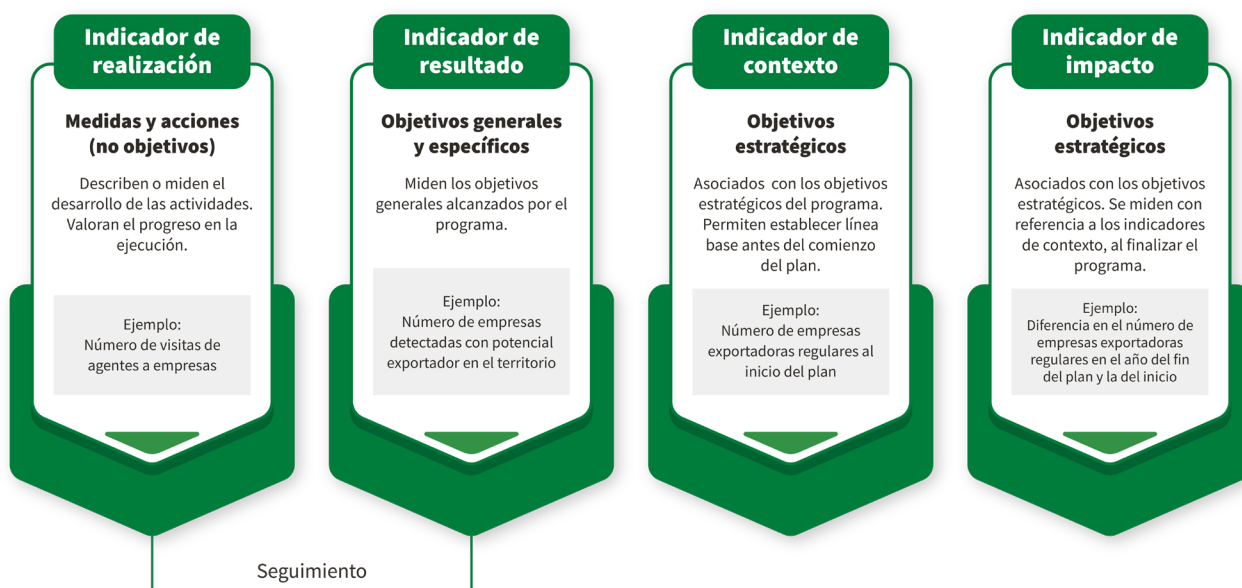 Indicador de
realización
Medidas y acciones
(no objetivos)
Describen o miden el
desarrollo de las actividades.
Valoran el progreso en la
ejecución.
Ejemplo:
Número de visitas de
agentes a empresas
Indicador de
resultado
Objetivos generales
y específicos
Miden los objetivos
generales alcanzados por el
programa.
Ejemplo:
Número de empresas
detectadas con potencial
exportador en el territorio
Indicador de
contexto
Objetivos
estratégicos
Asociados con los objetivos
estratégicos del programa.
Permiten establecer línea
base antes del comienzo
del plan.
Ejemplo:
Número de empresas
exportadoras regulares al
inicio del plan
Indicador de
impacto
Objetivos
estratégicos
Asociados con los objetivos
estratégicos. Se miden con
referencia a los indicadores
de contexto, al finalizar el
programa.
Ejemplo:
Diferencia en el número de
empresas exportadoras
regulares en el año del fin
del plan y la del inicio
Seguimiento